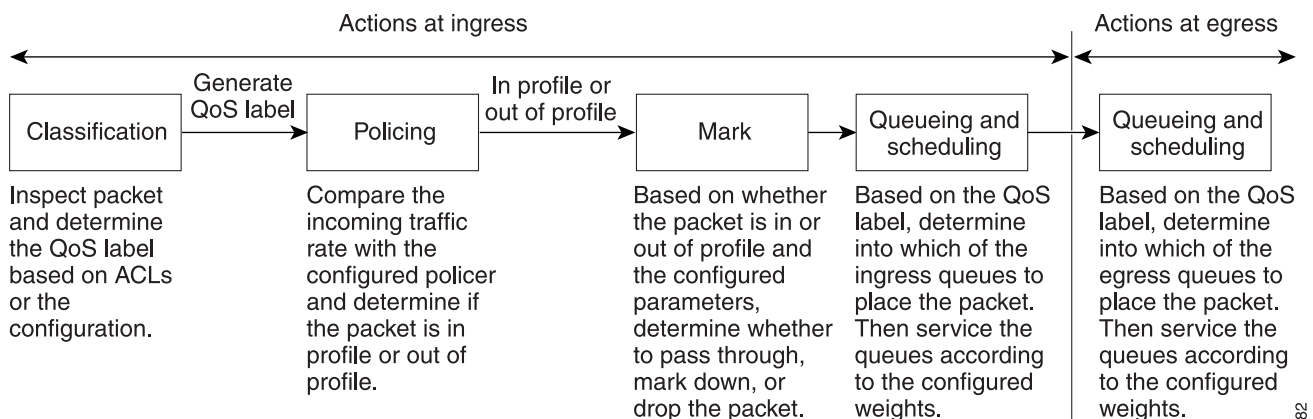 Actions at ingress
Actions at egress
Generate
QoS label
In profile or
out of profile
Classification
Policing
Mark
Queueing and
scheduling
Queueing and
scheduling
Inspect packet
and determine
the QoS label
based on ACLs
or the
configuration.
Compare the
incoming traffic
rate with the
configured policer
and determine if
the packet is in
profile or out of
profile.
Based on whether
the packet is in or
out of profile and
the configured
parameters,
determine whether
to pass through,
mark down, or
drop the packet.
Based on the QoS
label, determine
into which of the
ingress queues to
place the packet.
Then service the
queues according
to the configured
weights.
Based on the QoS
label, determine
into which of the
egress queues to
place the packet.
Then service the
queues according
to the configured
weights.
82